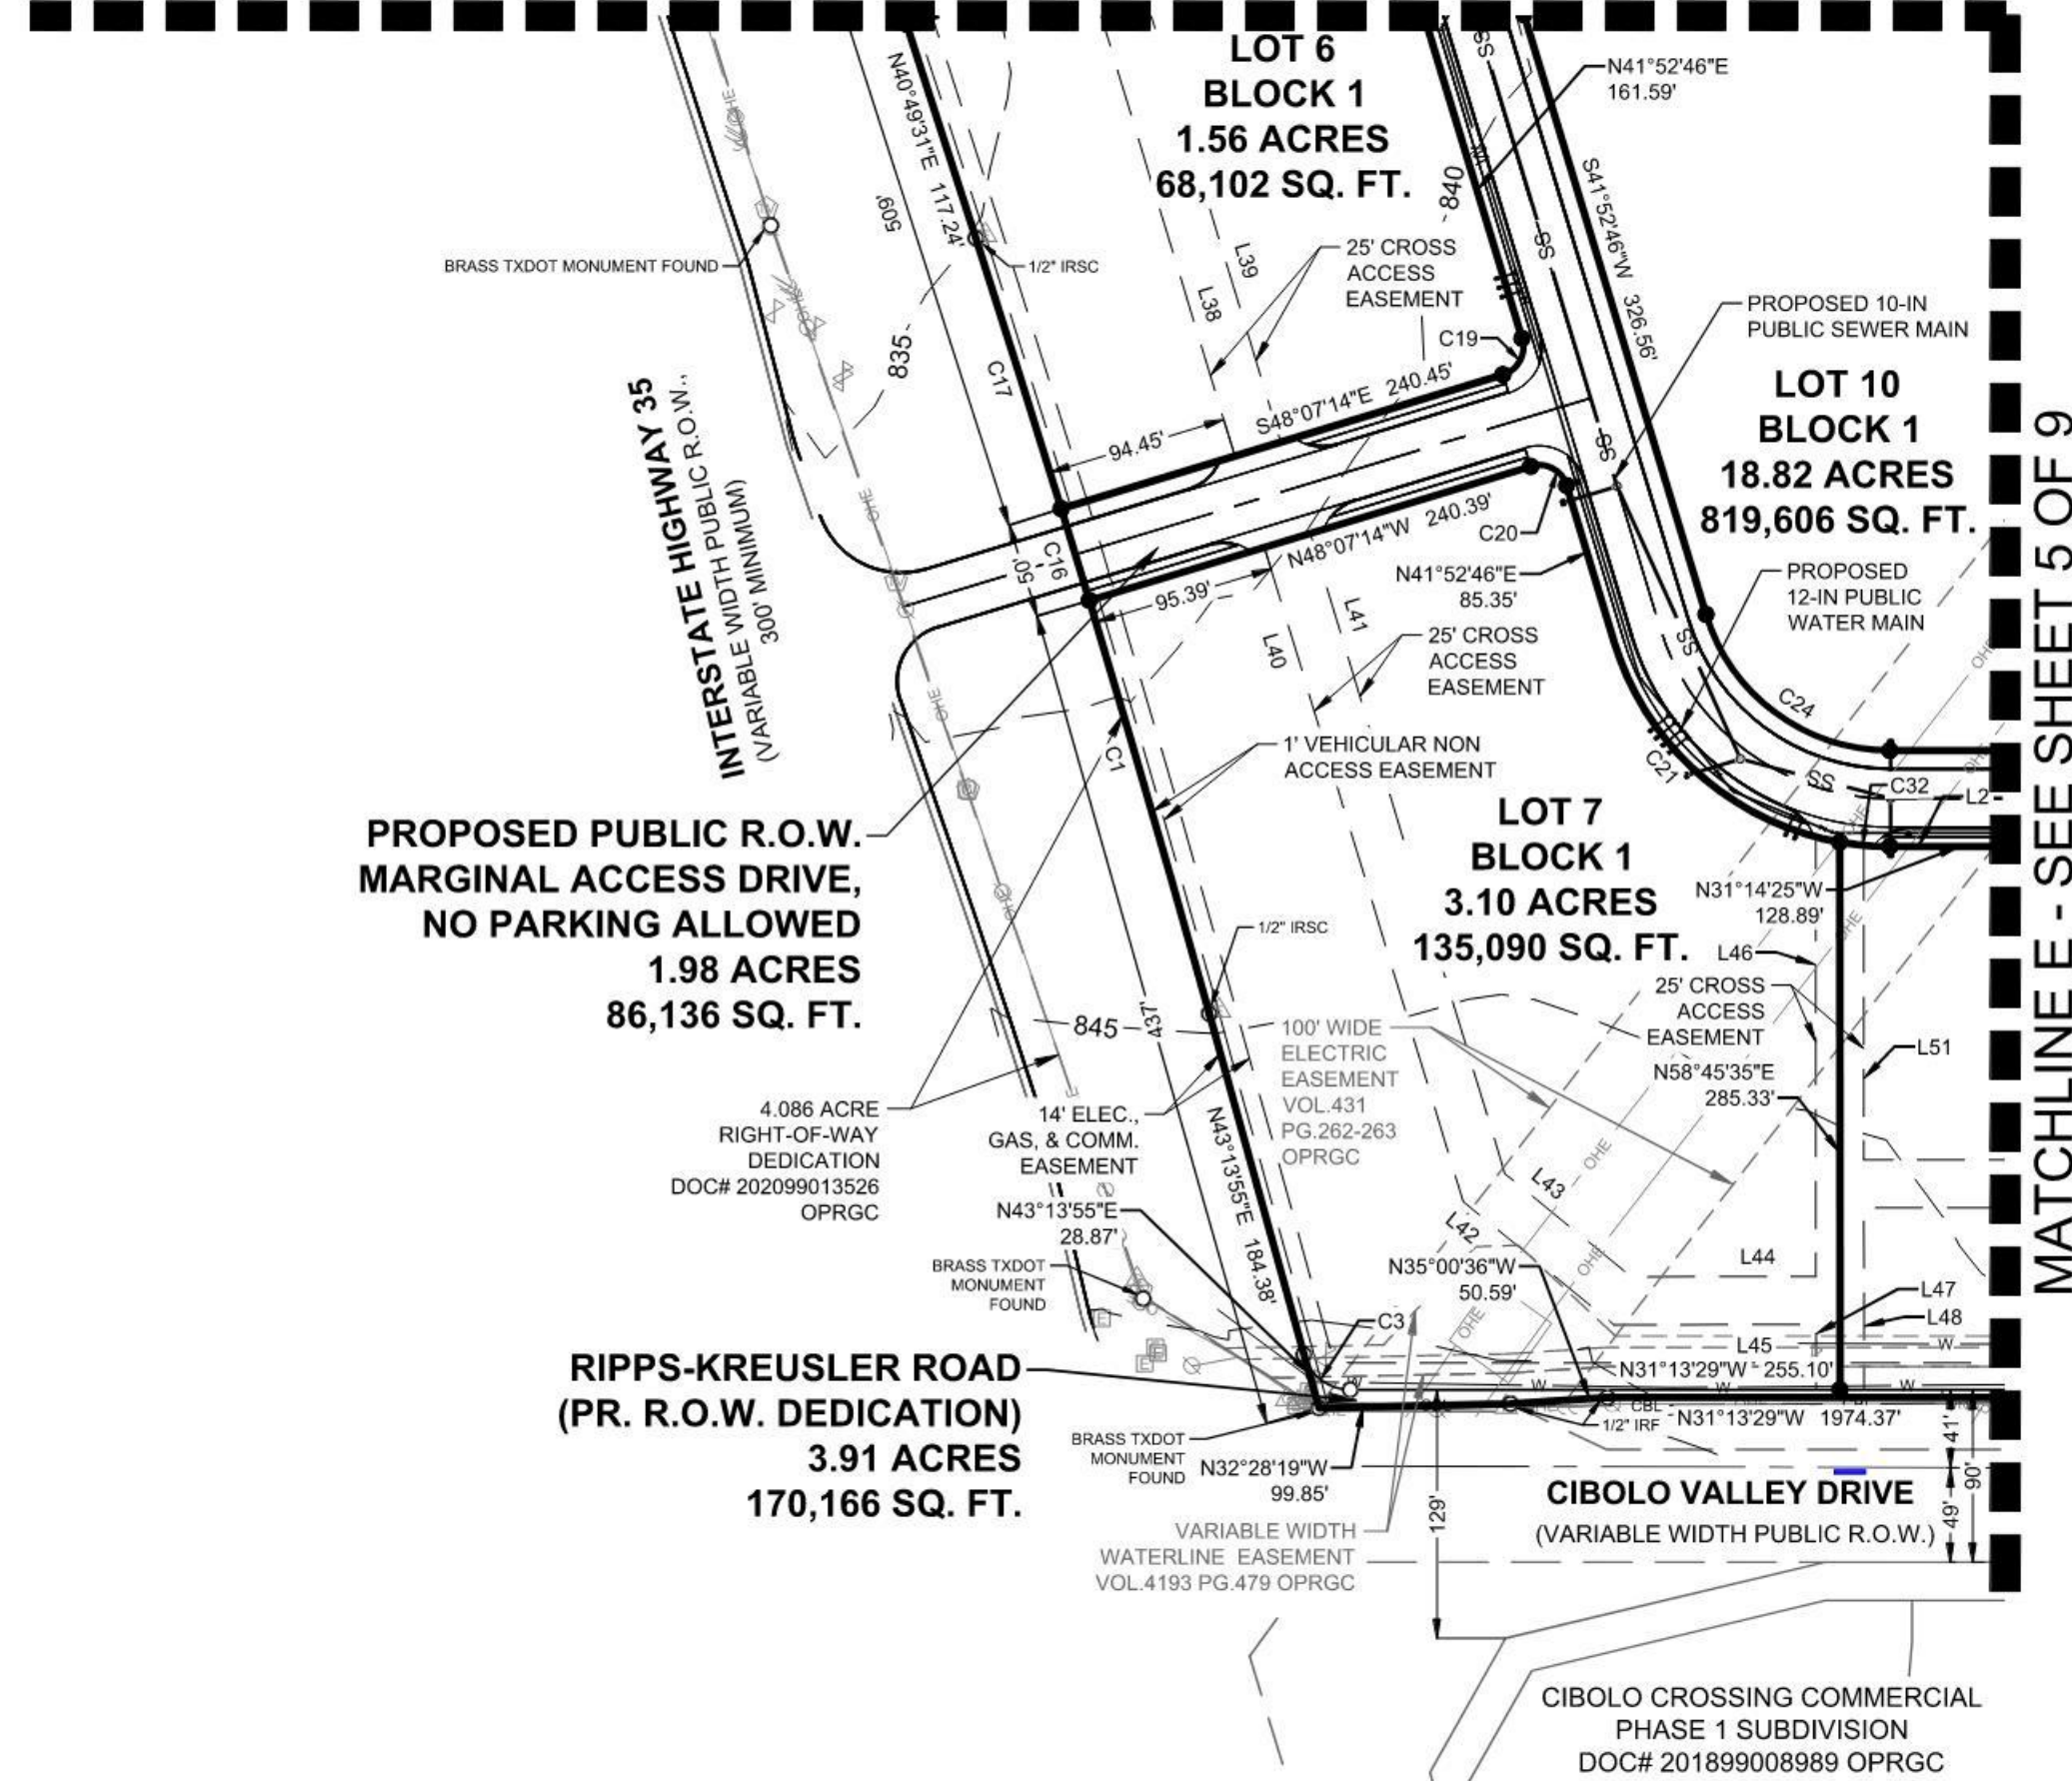 LOT 6
BLOCK 1
1.56 ACRES
68,102 SQ. FT.
N41°52'46"E
161.59'
N40°49'31"E 117.24'
509'
840
S41°52'46"W 326.56'
SS
SS
SS
SS
SS
BRASS TXDOT MONUMENT FOUND
1/2" IRSC
L39
L38
25' CROSS
ACCESS
EASEMENT
PROPOSED 10-IN
PUBLIC SEWER MAIN
835
C17
C19
S48°07'14"E 240.45'
94.45'
LOT 10
BLOCK 1
18.82 ACRES
819,606 SQ. FT.
INTERSTATE HIGHWAY 35
(VARIABLE WIDTH PUBLIC R.O.W.,
300' MINIMUM)
OHE
OHE
OHE
C16
50'
N48°07'14"W 240.39'
95.39'
C20
N41°52'46"E
85.35'
PROPOSED
12-IN PUBLIC
WATER MAIN
L41
L40
25' CROSS
ACCESS
EASEMENT
C24
C21
C1
1' VEHICULAR NON
ACCESS EASEMENT
SS
C32
L2
PROPOSED PUBLIC R.O.W.
MARGINAL ACCESS DRIVE,
NO PARKING ALLOWED
1.98 ACRES
86,136 SQ. FT.
LOT 7
BLOCK 1
3.10 ACRES
135,090 SQ. FT.
N31°14'25"W
128.89'
L46
25' CROSS
ACCESS
EASEMENT
L51
N58°45'35"E
285.33'
1/2" IRSC
845
437'
100' WIDE
ELECTRIC
EASEMENT
VOL.431
PG.262-263
OPRGC
4.086 ACRE
RIGHT-OF-WAY
DEDICATION
DOC# 202099013526
OPRGC
14' ELEC.,
GAS, & COMM.
EASEMENT
N43°13'55"E
28.87'
N43°13'55"E 184.38'
OHE
OHE
OHE
L43
L42
L44
N35°00'36"W
50.59'
BRASS TXDOT
MONUMENT
FOUND
L47
L48
C3
L45
W
N31°13'29"W 255.10'
RIPPS-KREUSLER ROAD
(PR. R.O.W. DEDICATION)
3.91 ACRES
170,166 SQ. FT.
W
W
W
W
CBL
1/2" IRF
N31°13'29"W 1974.37'
BRASS TXDOT
MONUMENT
FOUND
N32°28'19"W
99.85'
41'
90'
49'
129'
CIBOLO VALLEY DRIVE
(VARIABLE WIDTH PUBLIC R.O.W.)
VARIABLE WIDTH
WATERLINE EASEMENT
VOL.4193 PG.479 OPRGC
CIBOLO CROSSING COMMERCIAL
PHASE 1 SUBDIVISION
DOC# 201899008989 OPRGC
MATCHLINE E - SEE SHEET 5 OF 9